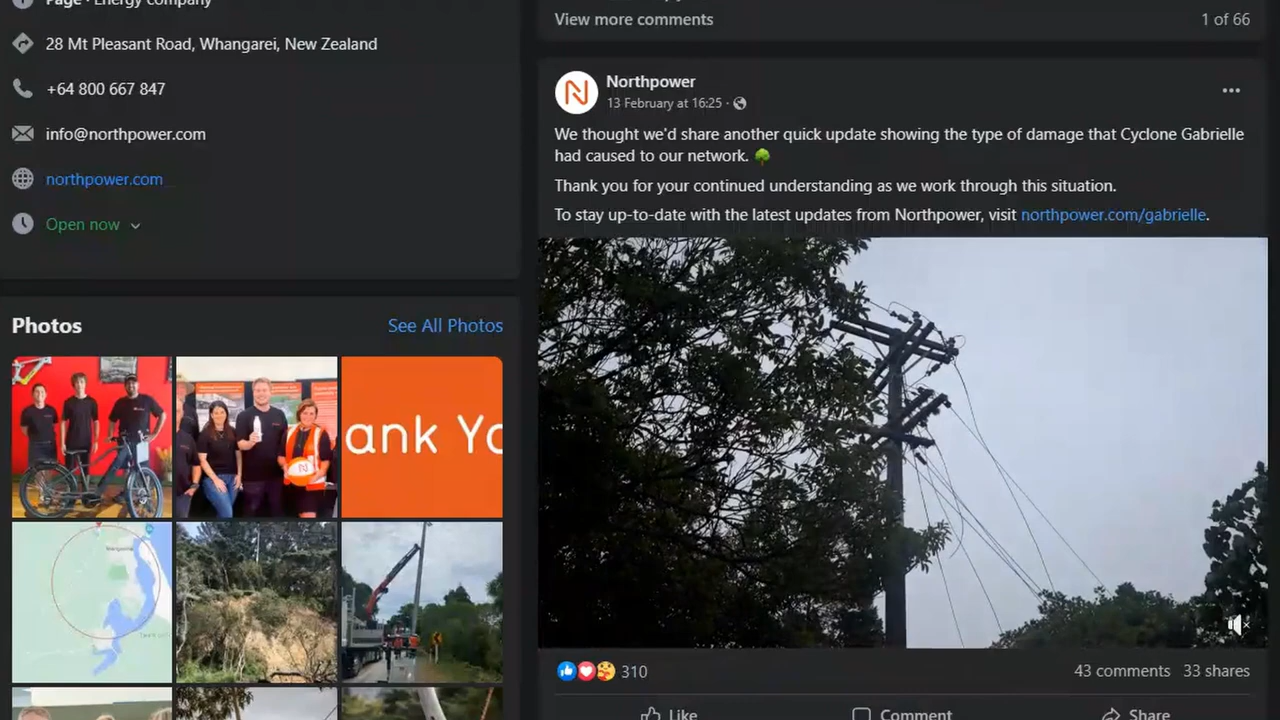 Page · Energy company
28 Mt Pleasant Road, Whangarei, New Zealand
+64 800 667 847
info@northpower.com
northpower.com
Open now
Photos
See All Photos
ank Yo
View more comments
1 of 66
Northpower
13 February at 16:25 ·
We thought we'd share another quick update showing the type of damage that Cyclone Gabrielle
had caused to our network. 🌳
Thank you for your continued understanding as we work through this situation.
To stay up-to-date with the latest updates from Northpower, visit northpower.com/gabrielle.
310
43 comments 33 shares
Like
Comment
Share